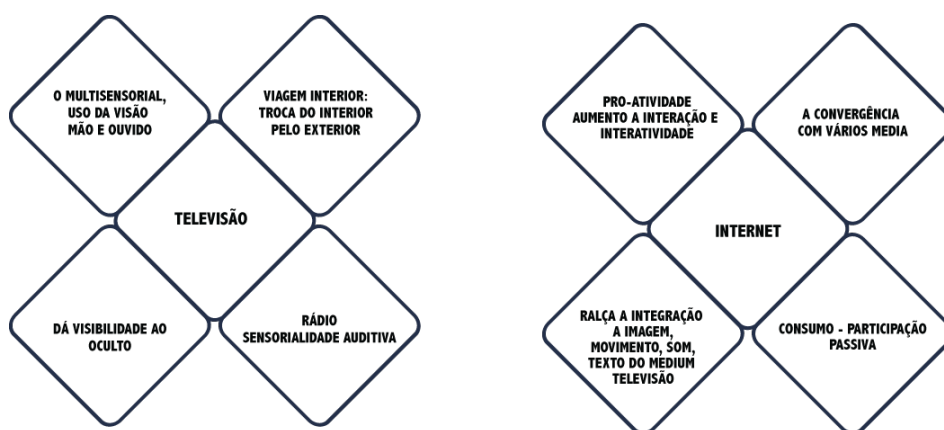 O MULTISENSORIAL,
USO DA VISÃO
MÃO E OUVIDO
VIAGEM INTERIOR:
TROCA DO INTERIOR
PELO EXTERIOR
TELEVISÃO
DÁ VISIBILIDADE AO
OCULTO
RÁDIO
SENSORIALIDADE AUDITIVA
PRO-ATIVIDADE
AUMENTO A INTERAÇÃO E
INTERATIVIDADE
A CONVERGÊNCIA
COM VÁRIOS MEDIA
INTERNET
RALÇA A INTEGRAÇÃO
A IMAGEM,
MOVIMENTO, SOM,
TEXTO DO MEDIUM
TELEVISÃO
CONSUMO - PARTICIPAÇÃO
PASSIVA